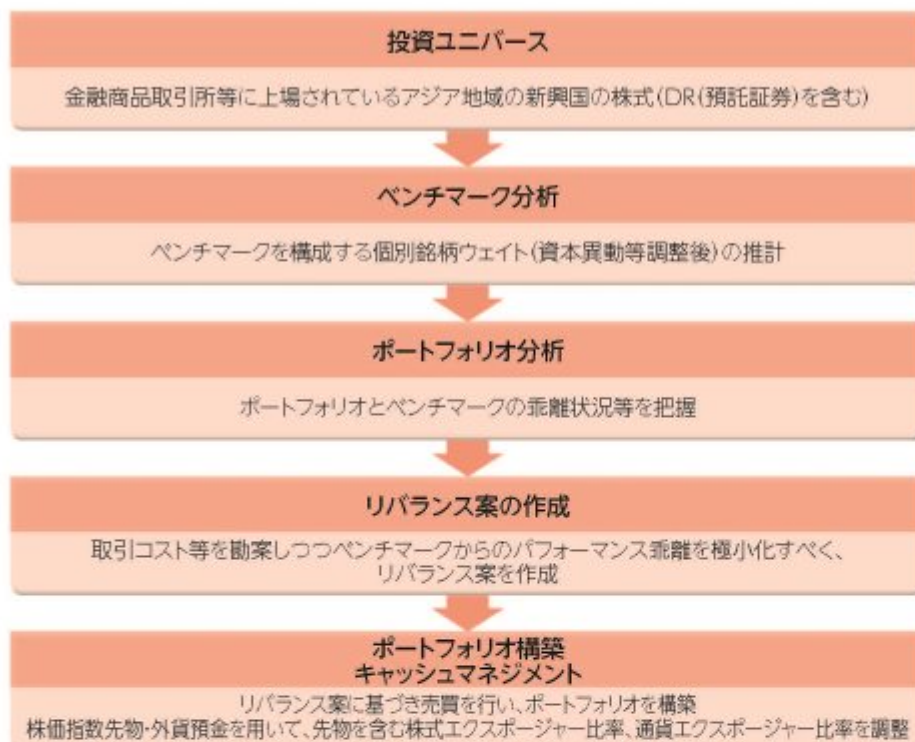 投資ユニバース
金融商品取引所等に上場されているアジア地域の新興国の株式(DR(預託証券)を含む)
ベンチマーク分析
ベンチマークを構成する個別銘柄ウェイト(資本異動等調整後)の推計
ポートフォリオ分析
ポートフォリオとベンチマークの乖離状況等を把握
リバランス案の作成
取引コスト等を勘案しつつベンチマークからのパフォーマンス乖離を極小化すべく、
リバランス案を作成
ポートフォリオ構築
キャッシュマネジメント
リバランス案に基づき売買を行い、ポートフォリオを構築
株価指数先物・外貨預金を用いて、先物を含む株式エクスポージャー比率、通貨エクスポージャー比率を調整